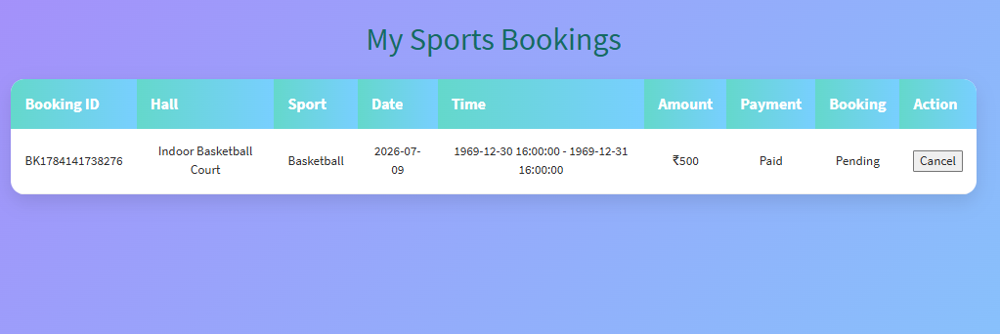 My Sports Bookings
Booking ID Hall Sport Date Time Amount Payment Booking Action
BK1784141738276 Indoor Basketball Court Basketball 2026-07-09 1969-12-30 16:00:00 - 1969-12-31 16:00:00 ₹500 Paid Pending Cancel